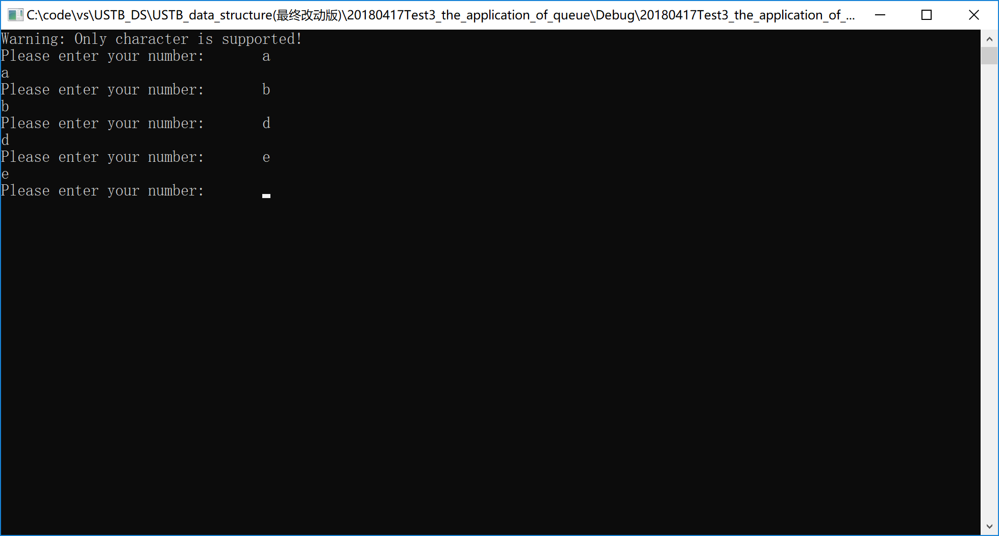 C:\code\vs\USTB_DS\USTB_data_structure(最终改动版)\20180417Test3_the_application_of_queue\Debug\20180417Test3_the_application_of_...
Warning: Only character is supported!
Please enter your number:       a
a
Please enter your number:       b
b
Please enter your number:       d
d
Please enter your number:       e
e
Please enter your number: